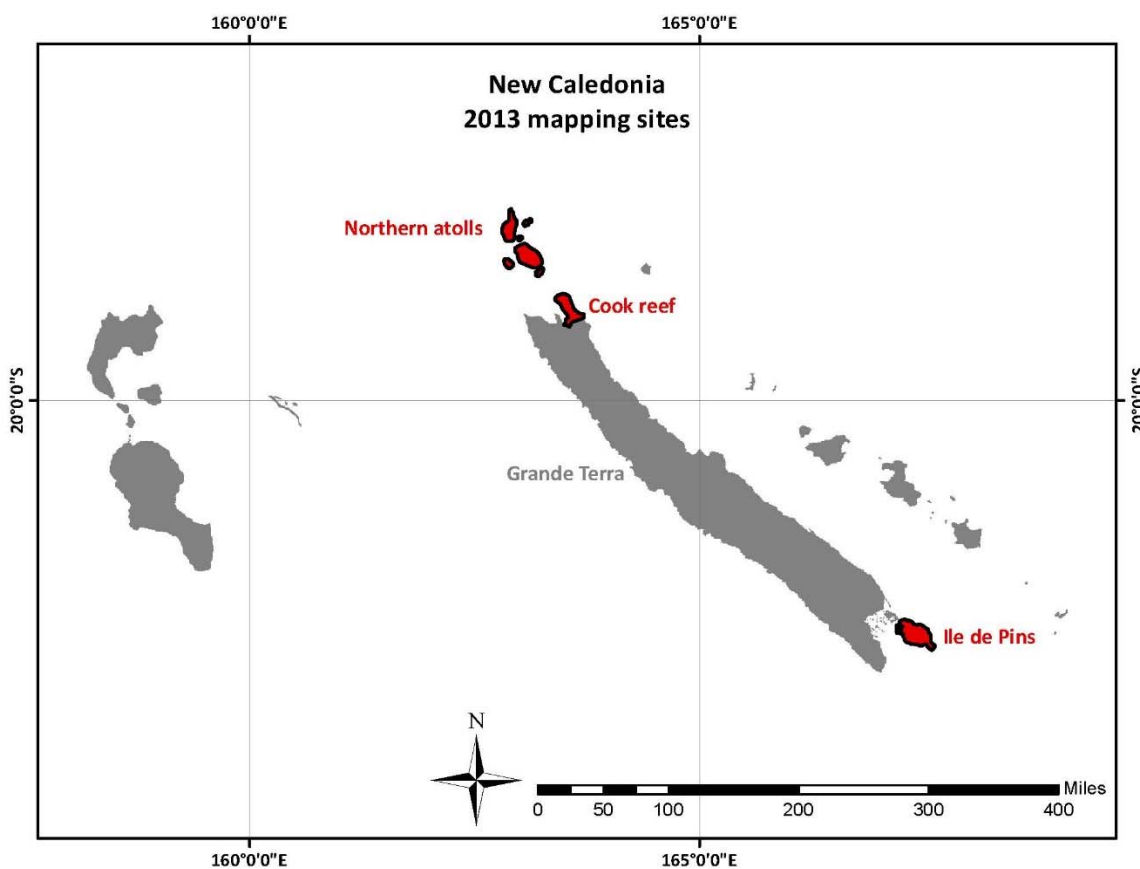 160°0'0"E
165°0'0"E
New Caledonia
2013 mapping sites
Northern atolls
Cook reef
20°0'0"S
20°0'0"S
Grande Terra
Ile de Pins
N
Miles
0 50 100 200 300 400
160°0'0"E
165°0'0"E